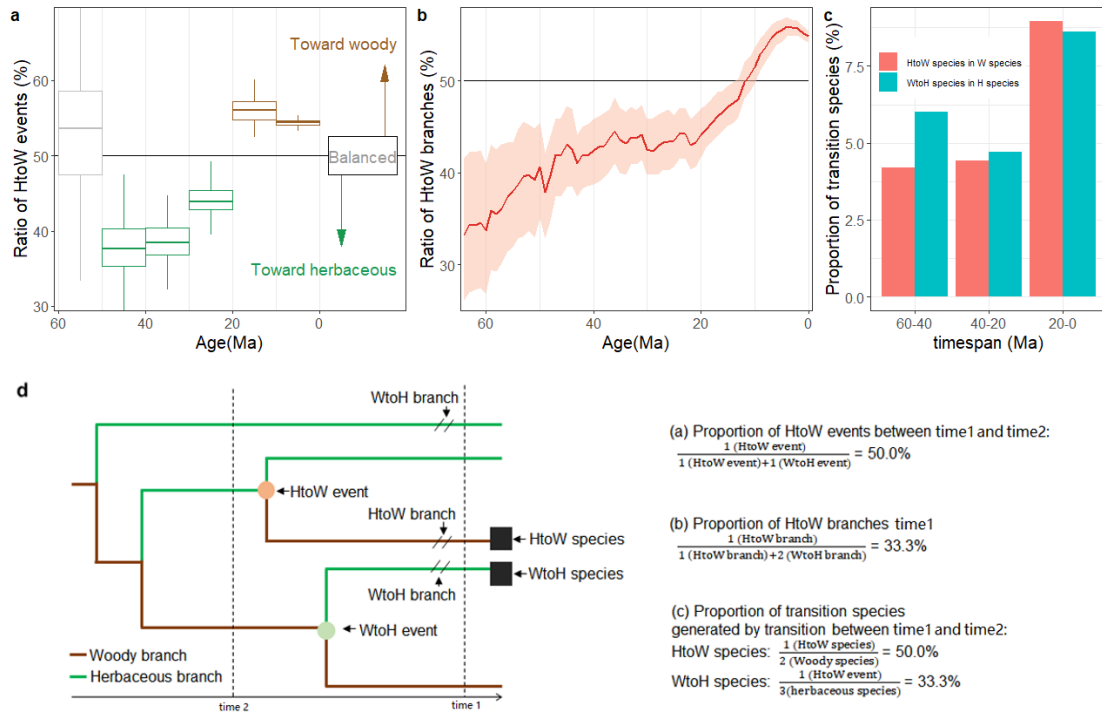 a
Ratio of HtoW events (%)
60
50
40
30
Toward woody
Balanced
Toward herbaceous
60
40
20
0
Age(Ma)
b
Ratio of HtoW branches (%)
50
40
30
60
40
20
0
Age(Ma)
c
Proportion of transition species (%)
7.5
5.0
2.5
0.0
HtoW species in W species
WtoH species in H species
60-40
40-20
20-0
timespan (Ma)
d
WtoH branch
HtoW event
HtoW branch
HtoW species
WtoH species
WtoH branch
WtoH event
Woody branch
Herbaceous branch
time 2
time 1
(a) Proportion of HtoW events between time1 and time2:
1 (HtoW event)
1 (HtoW event)+1 (WtoH event)
= 50.0%
(b) Proportion of HtoW branches time1
1 (HtoW branch)
1 (HtoW branch)+2 (WtoH branch)
= 33.3%
(c) Proportion of transition species
generated by transition between time1 and time2:
HtoW species: 1 (HtoW species)
2 (Woody species)
= 50.0%
WtoH species: 1 (HtoW event)
3(herbaceous species)
= 33.3%